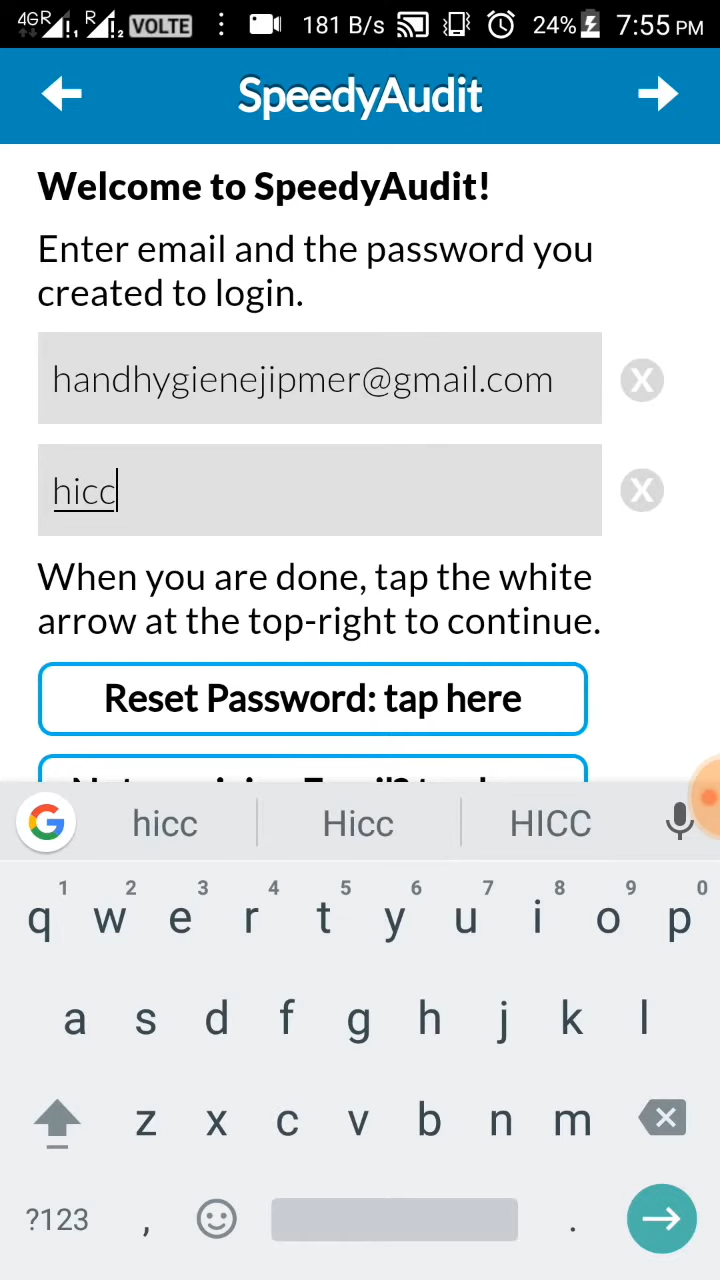 4GR 1 R 2 VOLTE 181 B/s 24% 7:55 PM
SpeedyAudit
Welcome to SpeedyAudit!
Enter email and the password you
created to login.
handhygienejipmer@gmail.com X
hicc X
When you are done, tap the white
arrow at the top-right to continue.
Reset Password: tap here
hicc Hicc HICC
1 2 3 4 5 6 7 8 9 0
q w e r t y u i o p
a s d f g h j k l
z x c v b n m
?123 , .